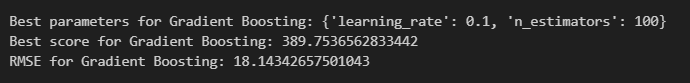 Best parameters for Gradient Boosting: {'learning_rate': 0.1, 'n_estimators': 100}
Best score for Gradient Boosting: 389.7536562833442
RMSE for Gradient Boosting: 18.14342657501043